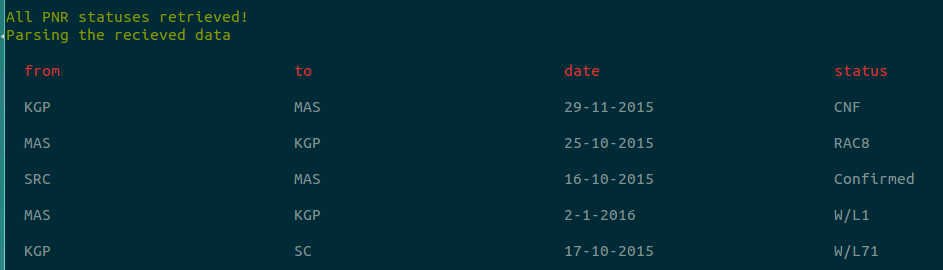 All PNR statuses retrieved!
Parsing the recieved data
from to date status
KGP MAS 29-11-2015 CNF
MAS KGP 25-10-2015 RAC8
SRC MAS 16-10-2015 Confirmed
MAS KGP 2-1-2016 W/L1
KGP SC 17-10-2015 W/L71